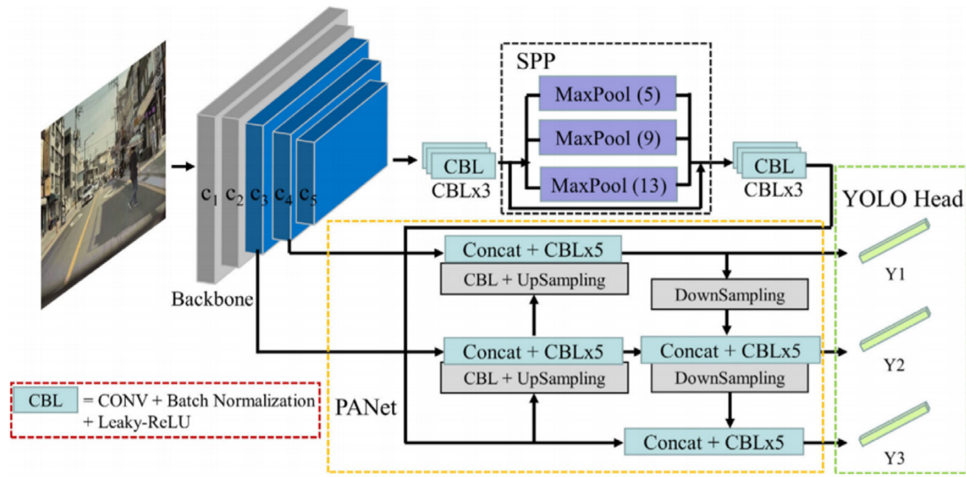 SPP
MaxPool (5)
MaxPool (9)
MaxPool (13)
CBL
CBLx3
CBL
CBLx3
c1
c2
c3
c4
c5
Backbone
YOLO Head
Concat + CBLx5
CBL + UpSampling
DownSampling
Y1
Concat + CBLx5
CBL + UpSampling
Concat + CBLx5
DownSampling
Y2
PANet
Concat + CBLx5
Y3
CBL = CONV + Batch Normalization
+ Leaky-ReLU